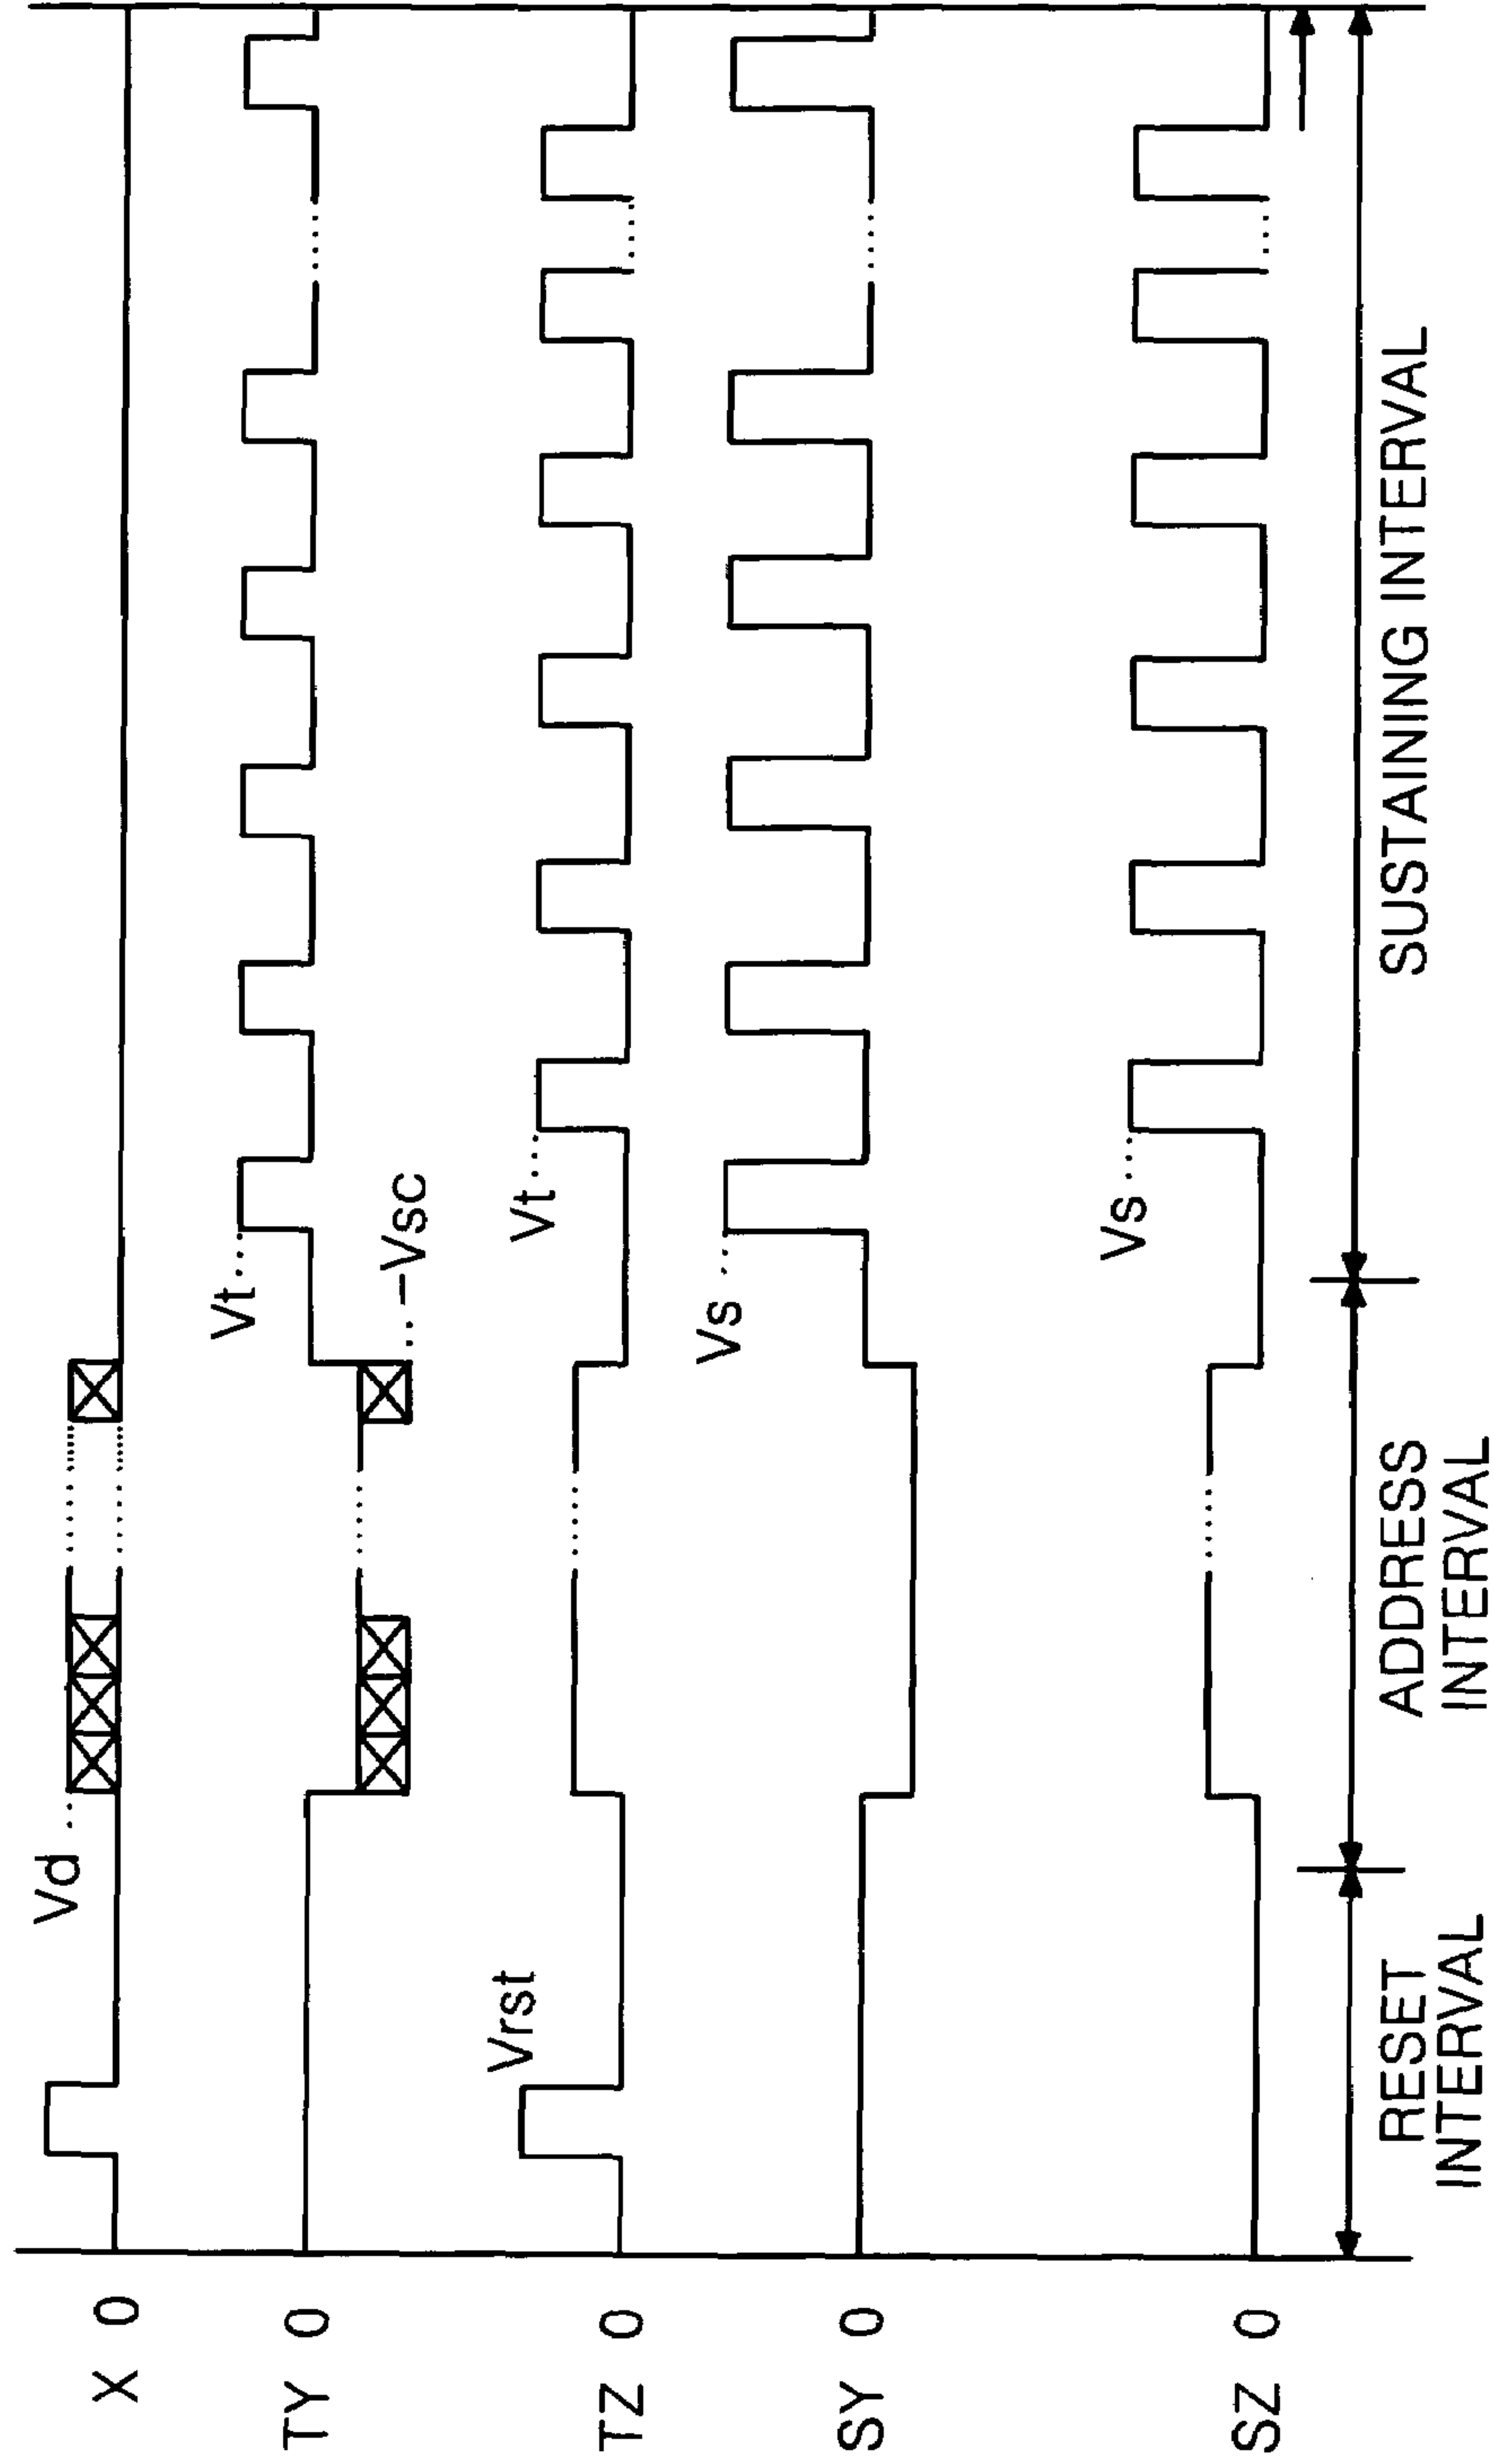 X 0
Vd
TY 0
Vt
-Vsc
TZ 0
Vrst
Vt
SY 0
Vs
SZ 0
Vs
RESET
INTERVAL
ADDRESS
INTERVAL
SUSTAINING INTERVAL